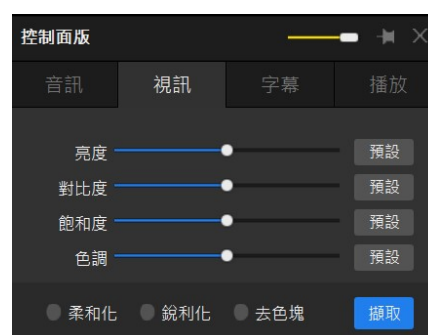 控制面版
音訊 視訊 字幕 播放
亮度 預設
對比度 預設
飽和度 預設
色調 預設
柔和化 銳利化 去色塊 擷取